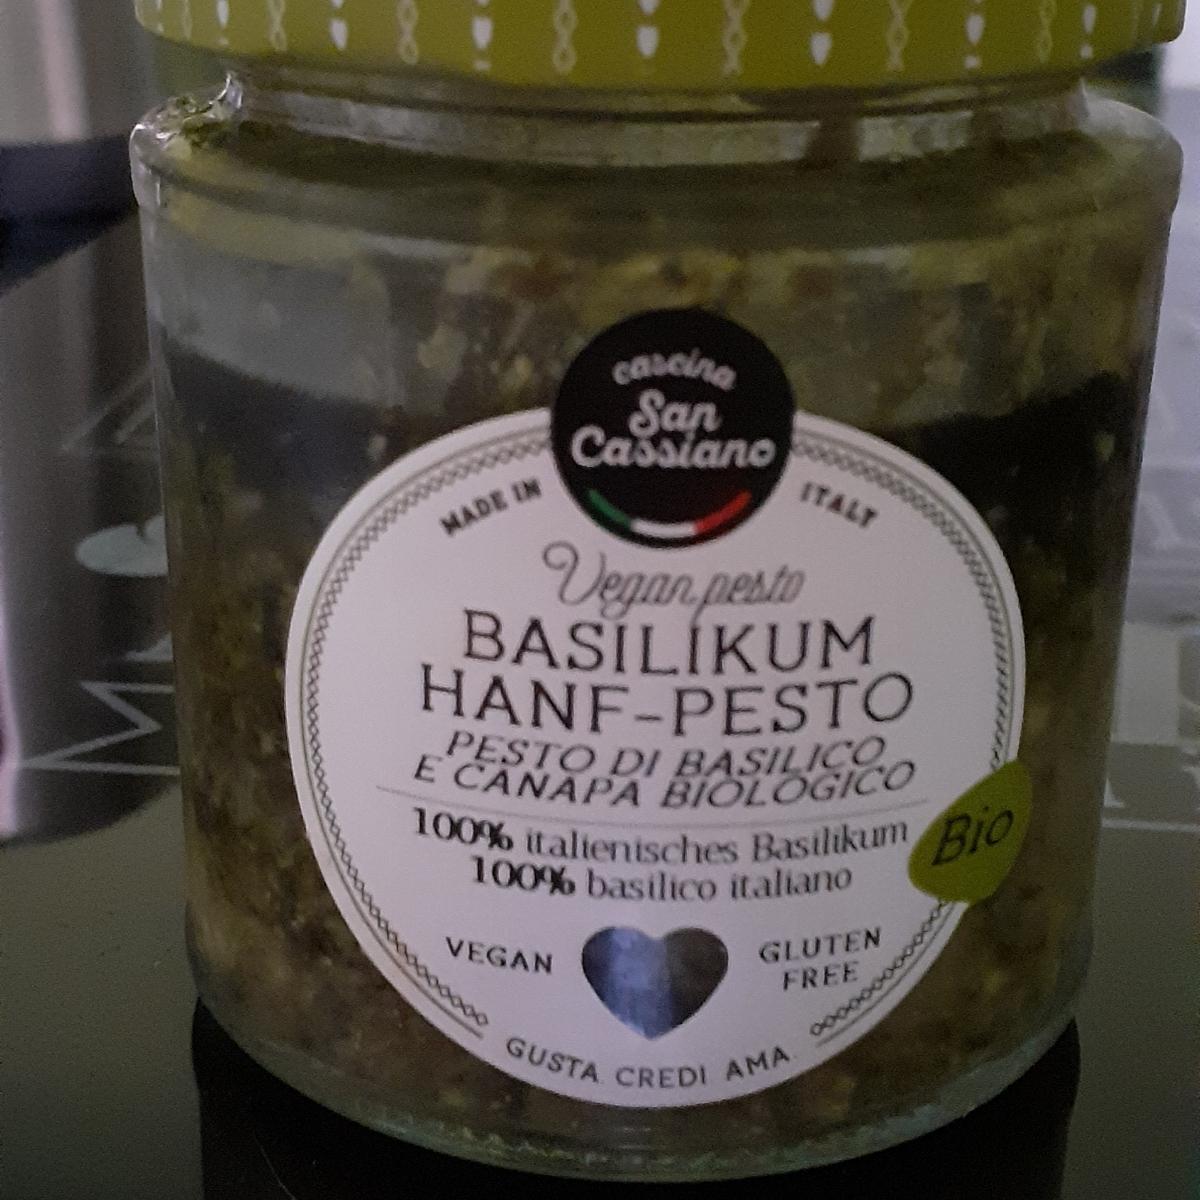 cascina
San
Cassiano
MADE IN ITALY
Vegan pesto
BASILIKUM
HANF-PESTO
PESTO DI BASILICO
E CANAPA BIOLOGICO
100% italienisches Basilikum
100% basilico italiano
Bio
VEGAN
GLUTEN
FREE
GUSTA. CREDI AMA.